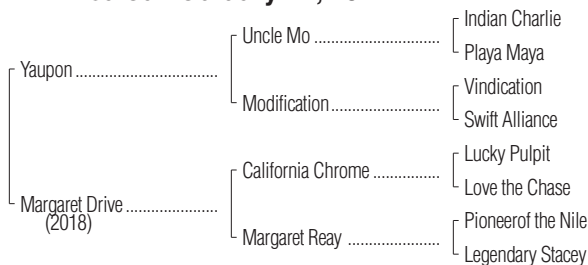 Indian Charlie
Uncle Mo
Playa Maya
Yaupon
Vindication
Modification
Swift Alliance
Lucky Pulpit
California Chrome
Love the Chase
Margaret Drive
(2018)
Pioneerof the Nile
Margaret Reay
Legendary Stacey